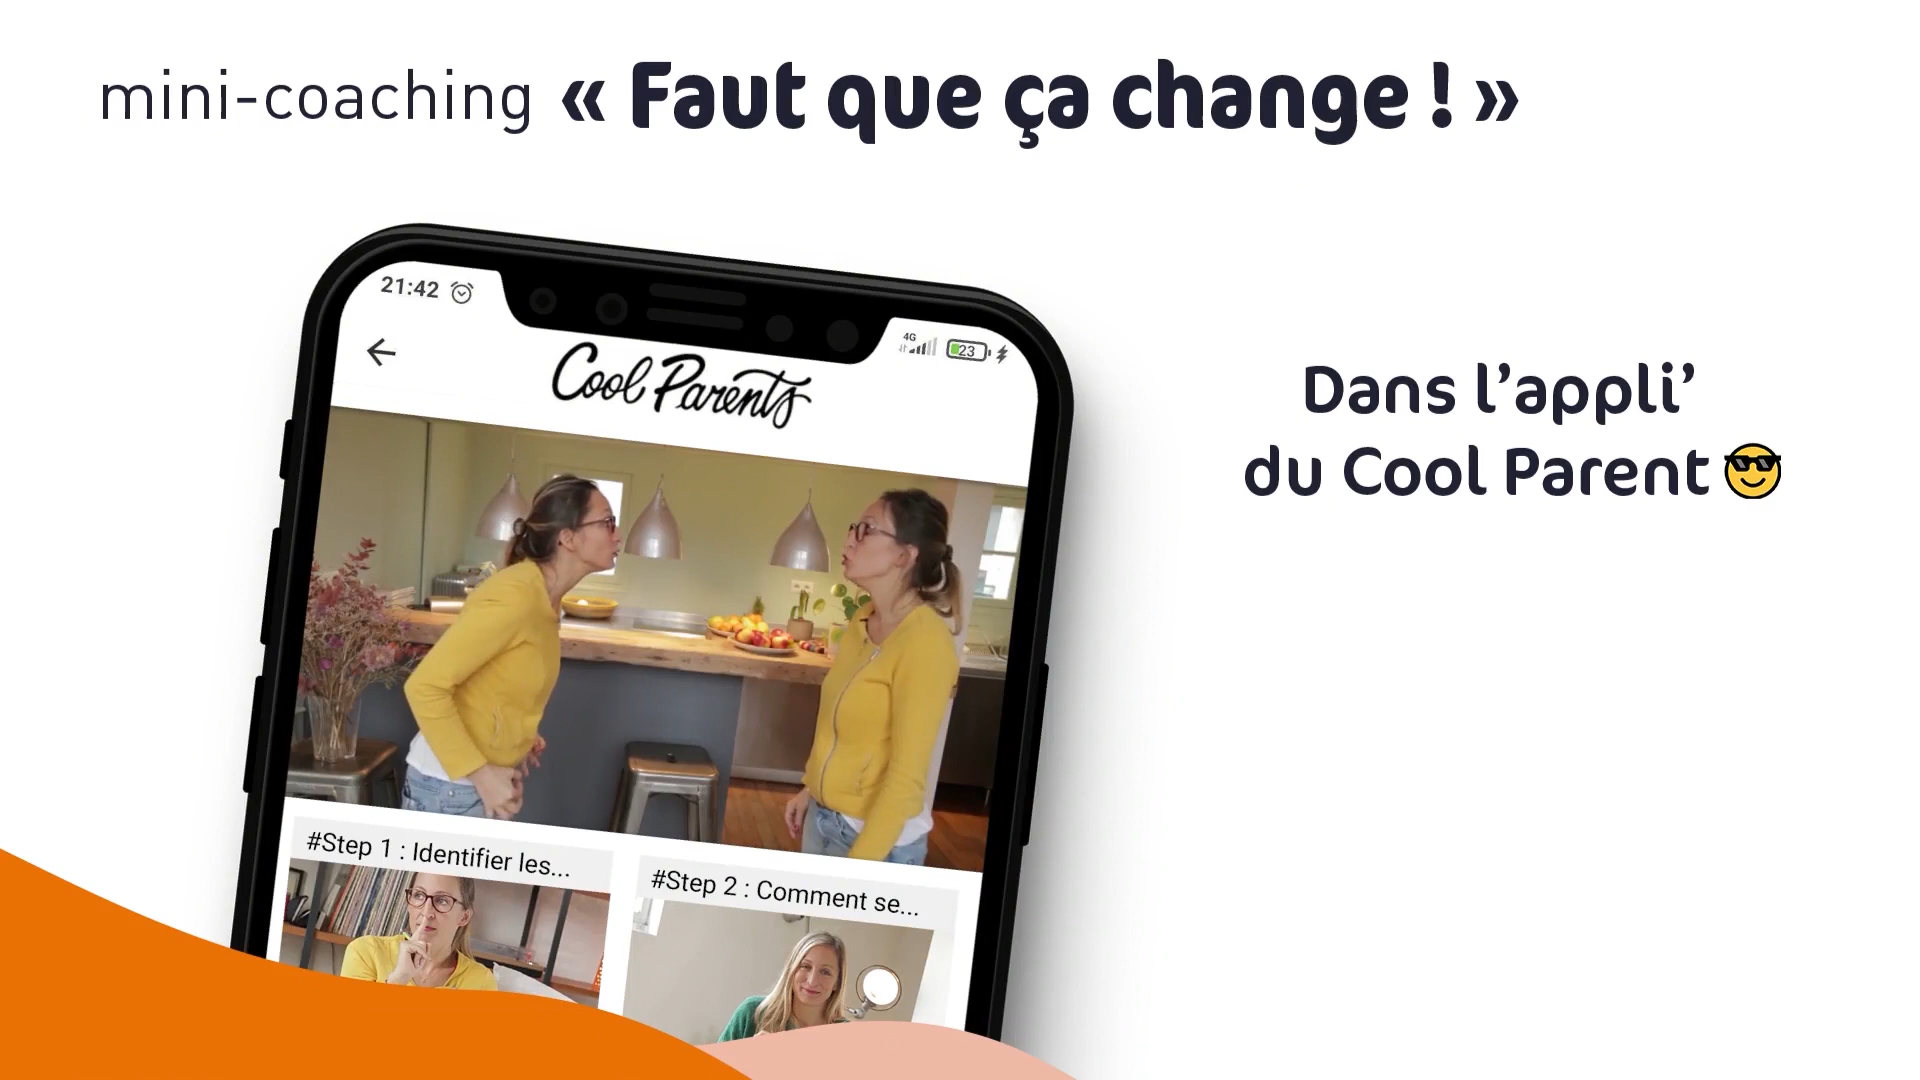 mini-coaching « Faut que ça change ! »
21:42
4G
23
Cool Parents
Dans l’appli’
du Cool Parent 😎
#Step 1 : Identifier les...
#Step 2 : Comment se...